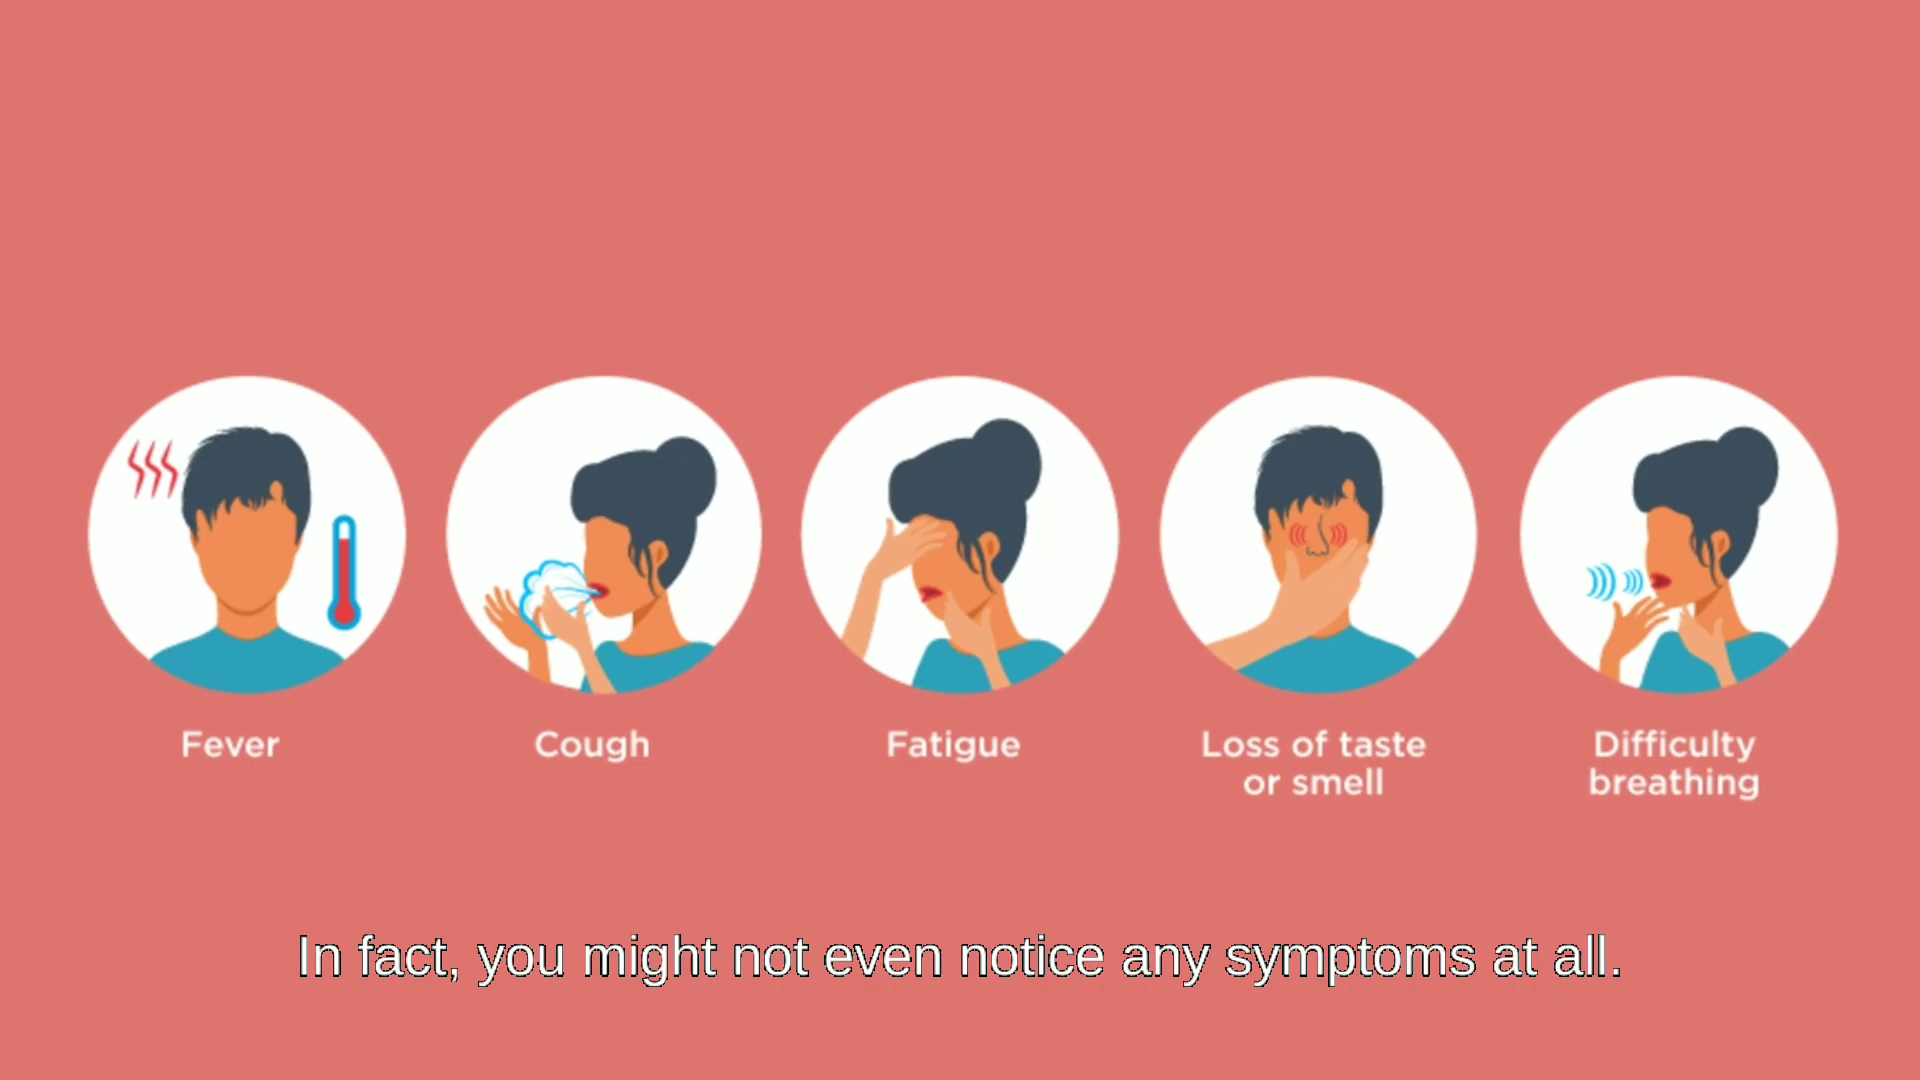 Fever
Cough
Fatigue
Loss of taste
or smell
Difficulty
breathing
In fact, you might not even notice any symptoms at all.